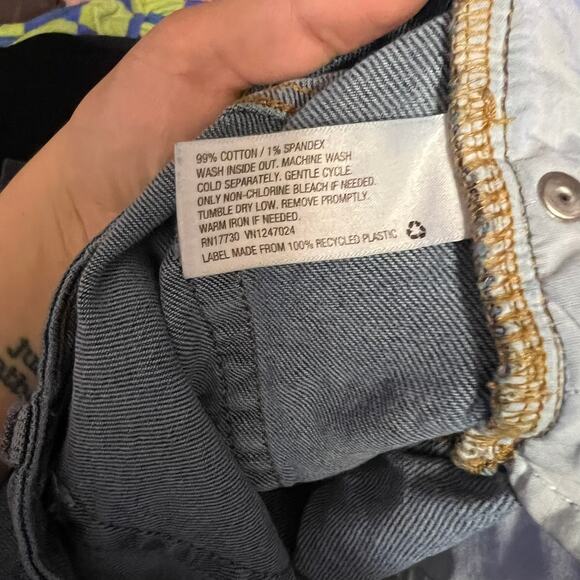 99% COTTON / 1% SPANDEX
WASH INSIDE OUT. MACHINE WASH
COLD SEPARATELY. GENTLE CYCLE.
ONLY NON-CHLORINE BLEACH IF NEEDED.
TUMBLE DRY LOW. REMOVE PROMPTLY.
WARM IRON IF NEEDED.
RN17730 VN1247024
LABEL MADE FROM 100% RECYCLED PLASTIC